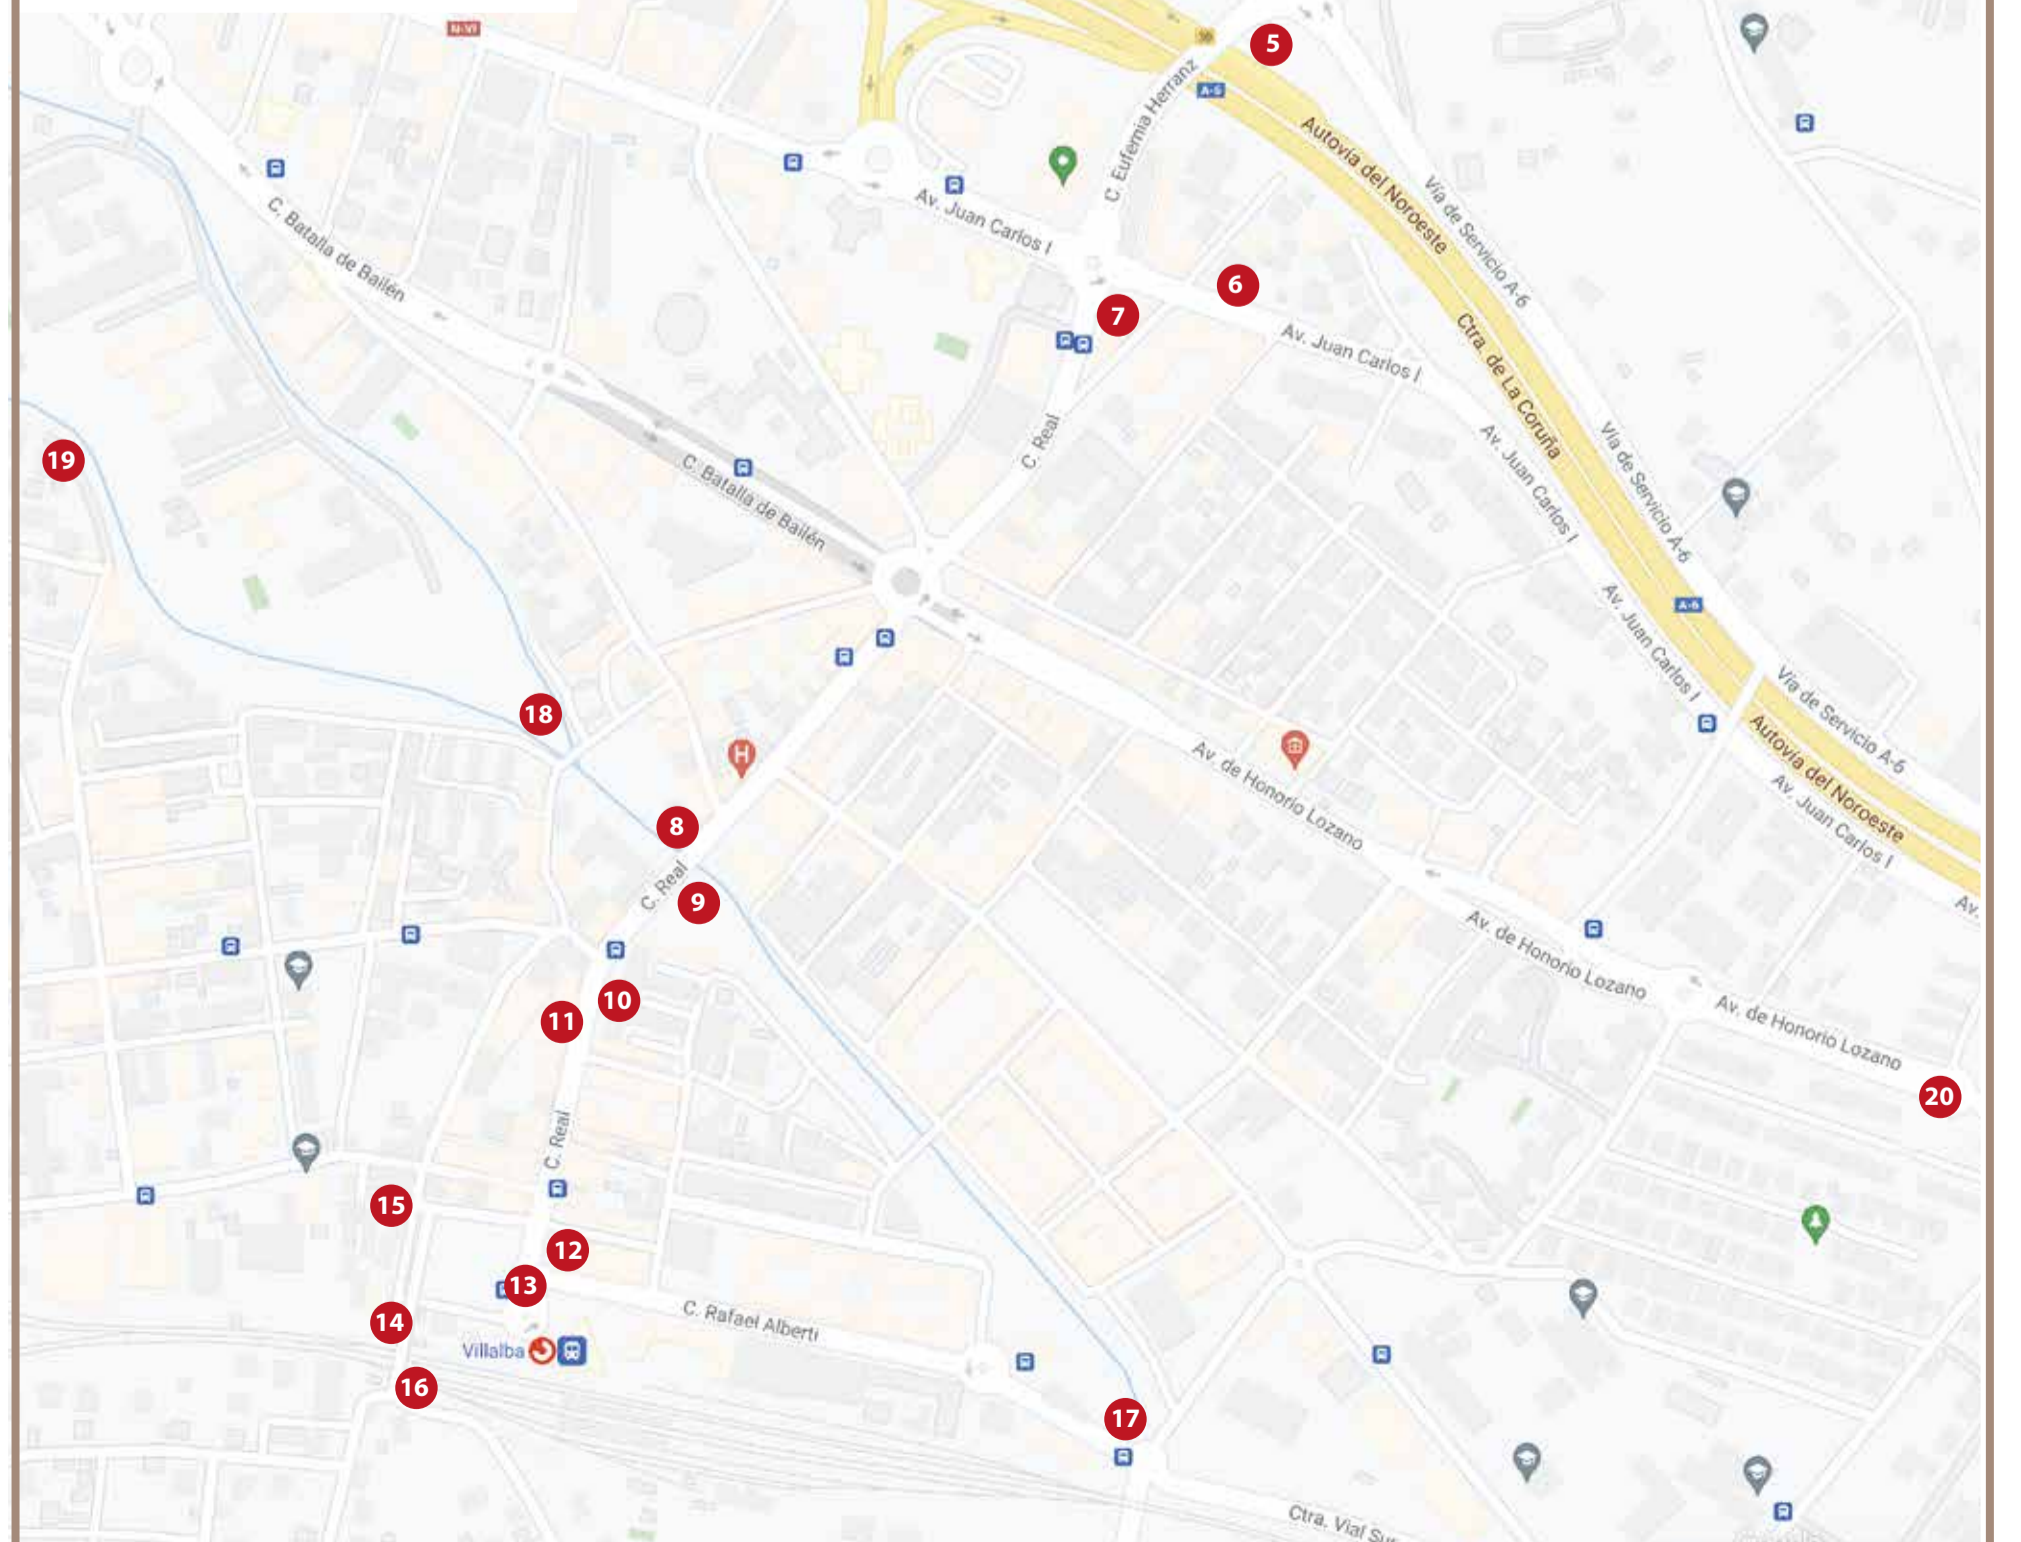 N-VI
5
A-6
C. Eufemia Herranz
Autovía del Noroeste
Vía de Servicio A-6
Av. Juan Carlos I
C. Batalla de Bailén
6
7
Av. Juan Carlos I
Ctra. de La Coruña
C. Real
Av. Juan Carlos I
Vía de Servicio A-6
19
C. Batalla de Bailén
A-6
Av. Juan Carlos I
Vía de Servicio A-6
18
H
Av. de Honorio Lozano
Autovía del Noroeste
Av. Juan Carlos I
8
C. Real
9
Av.
Av. de Honorio Lozano
10
11
Av. de Honorio Lozano
20
C. Real
15
12
13
14
C. Rafael Alberti
Villalba
16
17
Ctra. Vial Su